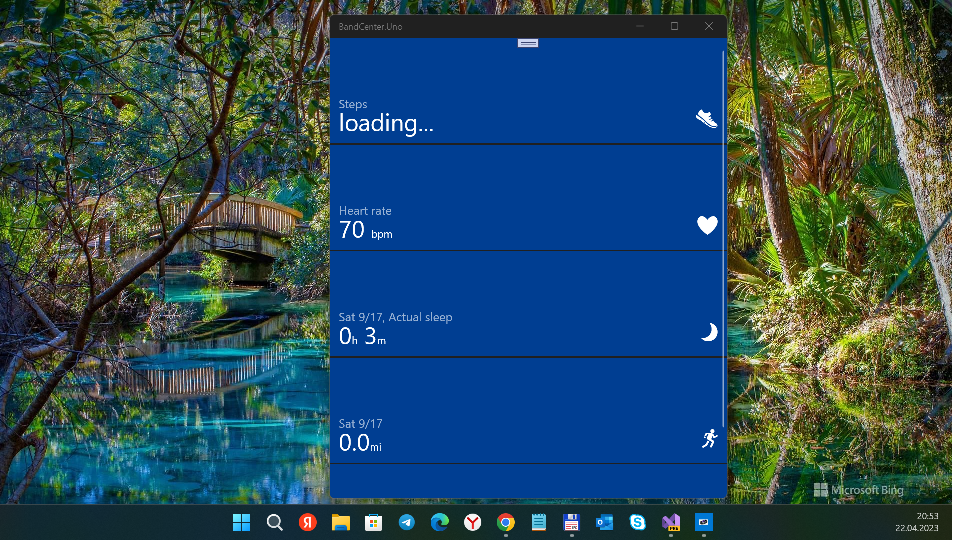 BandCenter.Uno
Steps
loading...
Heart rate
70 bpm
Sat 9/17, Actual sleep
0h 3m
Sat 9/17
0.0mi
Microsoft Bing
Я
Y
PRE
20:53
22.04.2023